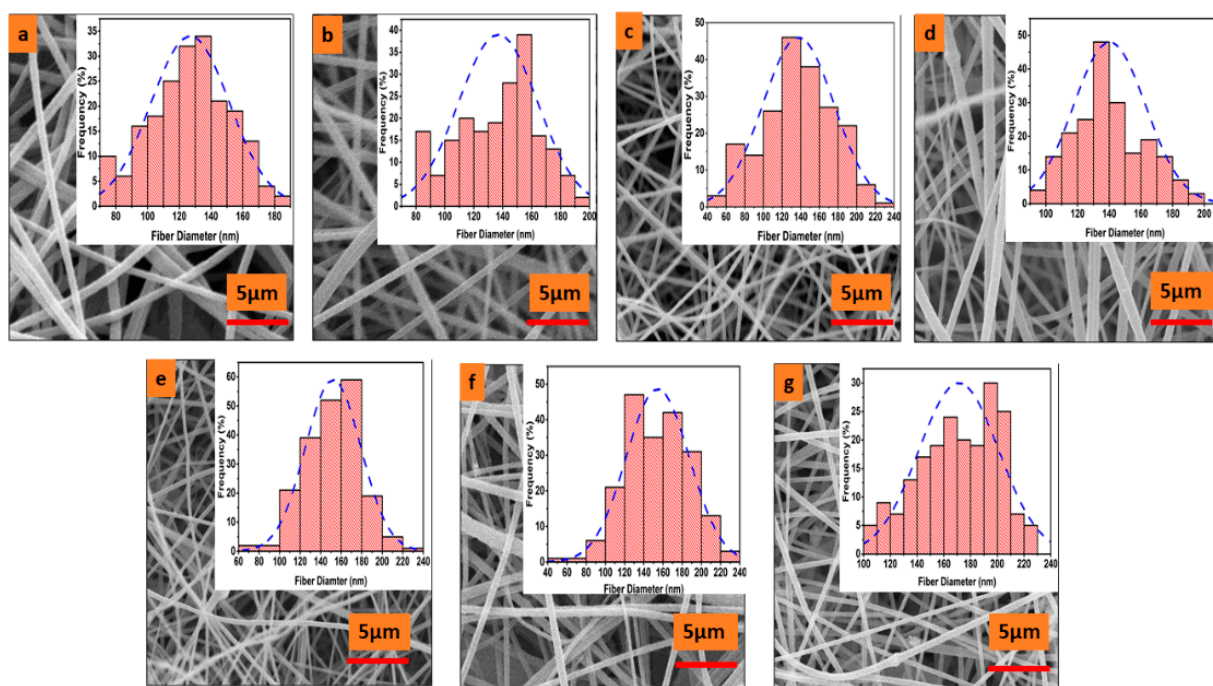 a
35
30
25
20
15
10
5
0
Frequency (%)
80 100 120 140 160 180
Fiber Diameter (nm)
5μm
b
40
35
30
25
20
15
10
5
0
Frequency (%)
80 100 120 140 160 180 200
Fiber Diameter (nm)
5μm
c
50
40
30
20
10
0
Frequency (%)
40 60 80 100 120 140 160 180 200 220 240
Fiber Diameter (nm)
5μm
d
50
40
30
20
10
0
Frequency (%)
100 120 140 160 180 200
Fiber Diameter (nm)
5μm
e
60
50
40
30
20
10
0
Frequency (%)
60 80 100 120 140 160 180 200 220 240
Fiber Diamter (nm)
5μm
f
50
40
30
20
10
0
Frequency (%)
40 60 80 100 120 140 160 180 200 220 240
Fiber Diameter (nm)
5μm
g
30
25
20
15
10
5
0
Frequency (%)
100 120 140 160 180 200 220 240
Fiber Diameter (nm)
5μm